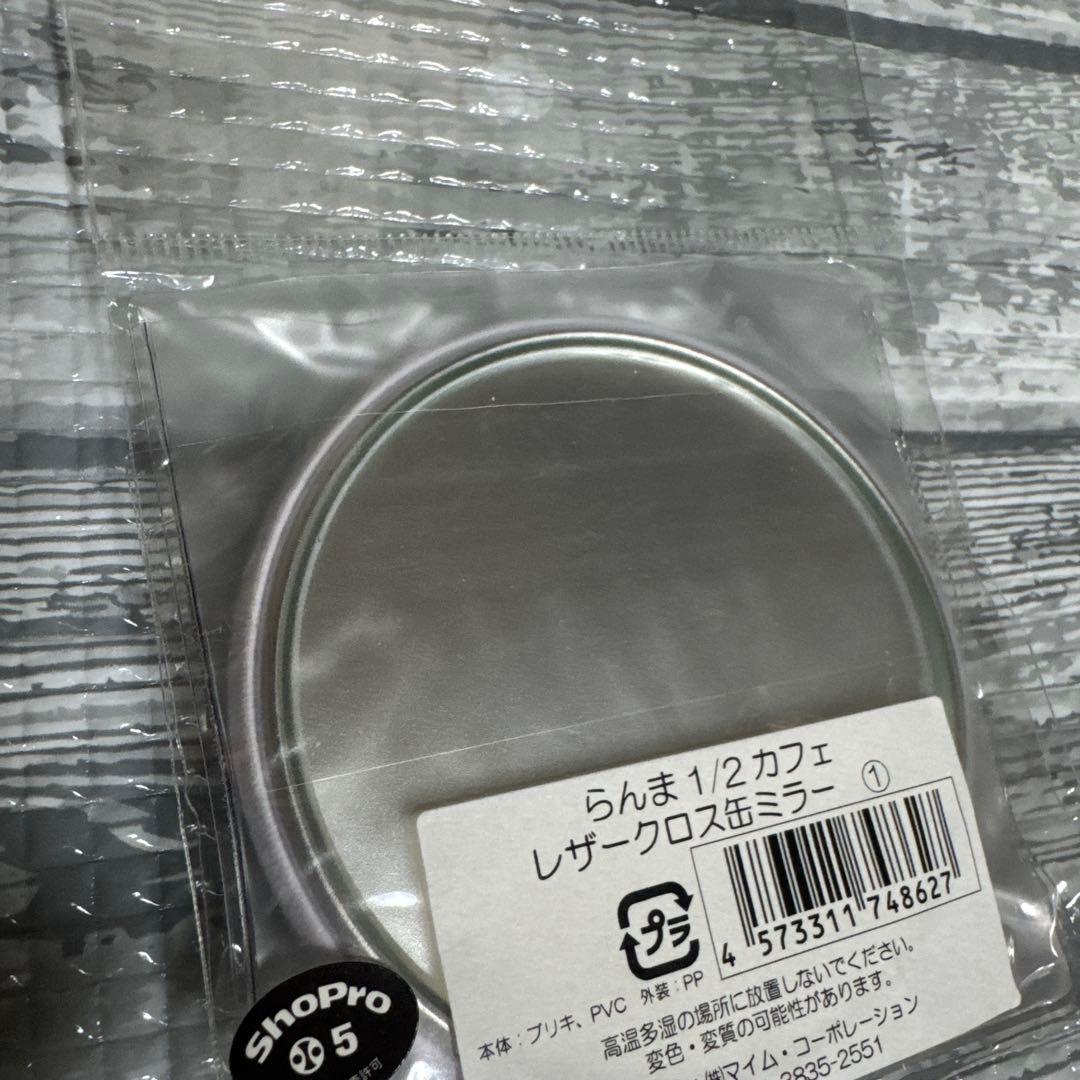 らんま1/2カフェ
レザークロス缶ミラー ①
プラ
4 573311 748627
本体：ブリキ、PVC 外装：PP
高温多湿の場所に放置しないでください。
変色・変質の可能性があります。
㈱マイム・コーポレーション
3835-2551
ShoPro
5
許可